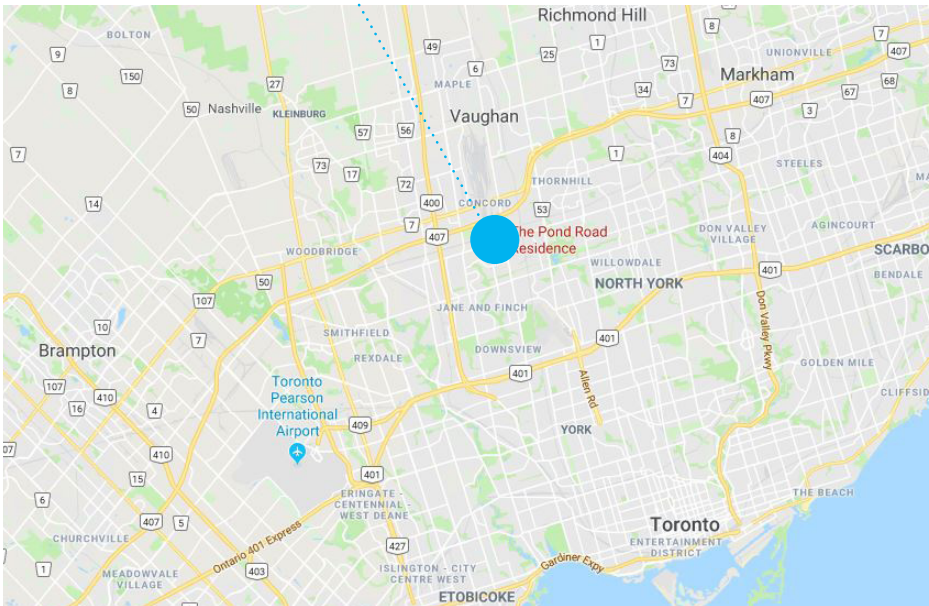 Richmond Hill
BOLTON
7
8
49
1
UNIONVILLE
9
25
407
6
73
Markham
150
MAPLE
68
27
34
67
8
7
407
50
Nashville
3
KLEINBURG
Vaughan
57
56
8
7
1
404
STEELES
73
17
THORNHILL
72
14
400
CONCORD
53
7
407
The Pond Road
Residence
DON VALLEY
VILLAGE
AGINCOURT
WOODBRIDGE
SCARBO
WILLOWDALE
401
BENDALE
50
NORTH YORK
107
JANE AND FINCH
10
Don Valley Pkwy
SMITHFIELD
401
7
Brampton
REXDALE
DOWNSVIEW
GOLDEN MILE
401
Allen Rd
107
410
Toronto
Pearson
International
Airport
CLIFFSID
16
4
409
YORK
07
410
401
15
ERINGATE -
CENTENNIAL -
WEST DEANE
THE BEACH
6
407
5
Toronto
CHURCHVILLE
Ontario 401 Express
427
ENTERTAINMENT
DISTRICT
1
403
Gardiner Expy
MEADOWVALE
VILLAGE
ISLINGTON - CITY
CENTRE WEST
ETOBICOKE